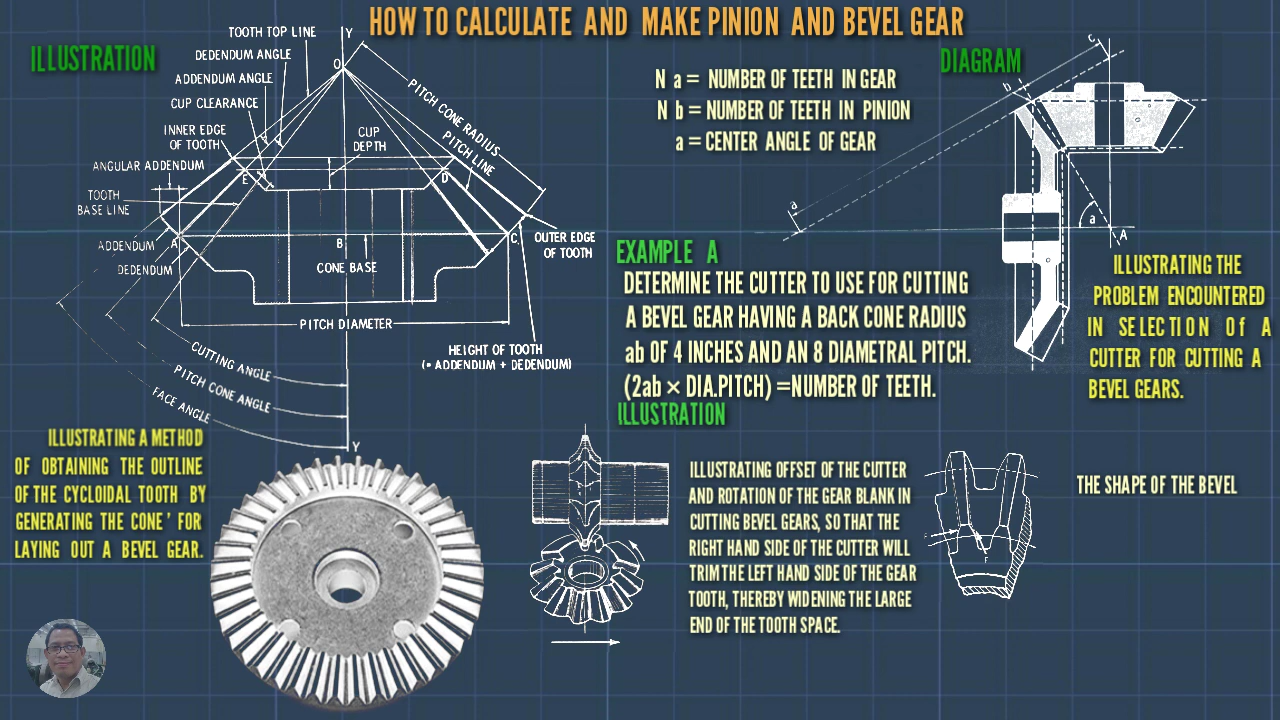 HOW TO CALCULATE AND MAKE PINION AND BEVEL GEAR
ILLUSTRATION
TOOTH TOP LINE
DEDENDUM ANGLE
ADDENDUM ANGLE
CUP CLEARANCE
INNER EDGE
OF TOOTH
ANGULAR ADDENDUM
TOOTH
BASE LINE
ADDENDUM
DEDENDUM
Y
O
PITCH CONE RADIUS
PITCH LINE
CUP
DEPTH
E
D
A
B
C
CONE BASE
OUTER EDGE
OF TOOTH
PITCH DIAMETER
HEIGHT OF TOOTH
(= ADDENDUM + DEDENDUM)
CUTTING ANGLE
PITCH CONE ANGLE
FACE ANGLE
Y
N a = NUMBER OF TEETH IN GEAR
N b = NUMBER OF TEETH IN PINION
a = CENTER ANGLE OF GEAR
DIAGRAM
c
b
a
a
A
EXAMPLE A
DETERMINE THE CUTTER TO USE FOR CUTTING
A BEVEL GEAR HAVING A BACK CONE RADIUS
ab OF 4 INCHES AND AN 8 DIAMETRAL PITCH.
(2ab × DIA.PITCH) =NUMBER OF TEETH.
ILLUSTRATING THE
PROBLEM ENCOUNTERED
IN SELECTION Of A
CUTTER FOR CUTTING A
BEVEL GEARS.
ILLUSTRATION
ILLUSTRATING A METHOD
OF OBTAINING THE OUTLINE
OF THE CYCLOIDAL TOOTH BY
GENERATING THE CONE' FOR
LAYING OUT A BEVEL GEAR.
ILLUSTRATING OFFSET OF THE CUTTER
AND ROTATION OF THE GEAR BLANK IN
CUTTING BEVEL GEARS, SO THAT THE
RIGHT HAND SIDE OF THE CUTTER WILL
TRIM THE LEFT HAND SIDE OF THE GEAR
TOOTH, THEREBY WIDENING THE LARGE
END OF THE TOOTH SPACE.
THE SHAPE OF THE BEVEL